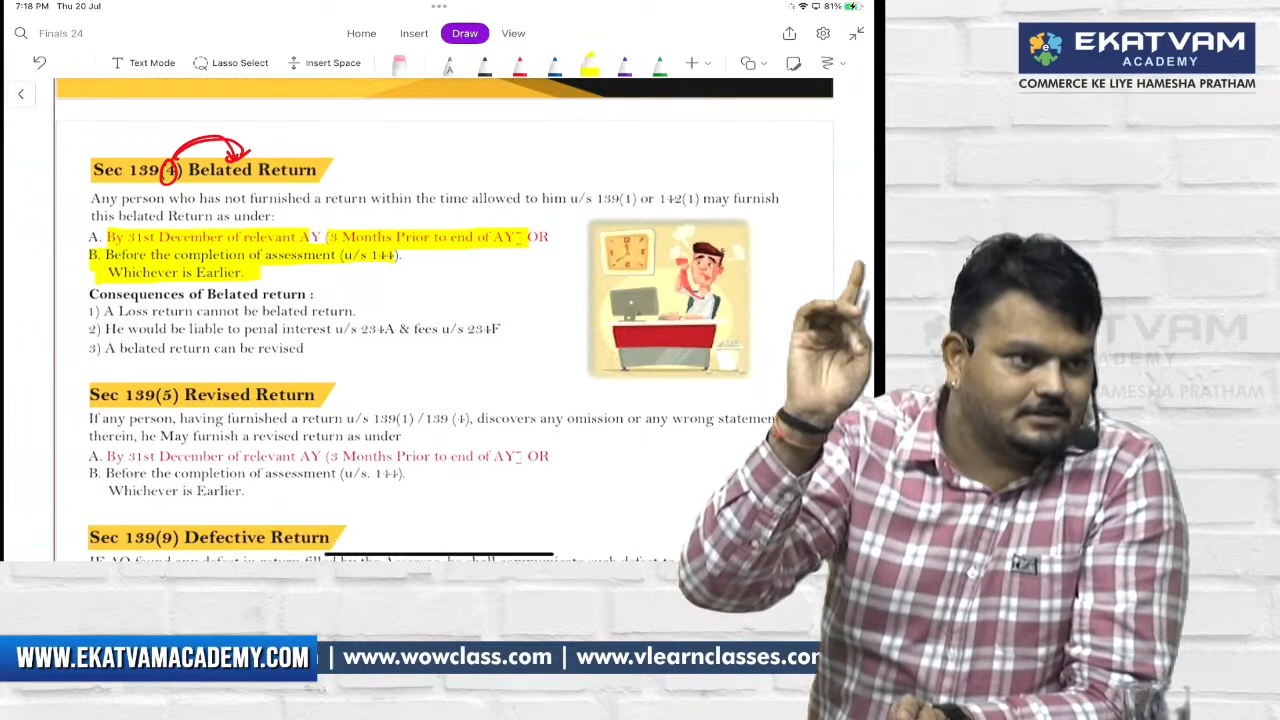 7:18 PM Thu 20 Jul
81%
Finals 24
Home Insert Draw View
Text Mode Lasso Select Insert Space
EKATVAM
ACADEMY
COMMERCE KE LIYE HAMESHA PRATHAM
Sec 139(4) Belated Return
Any person who has not furnished a return within the time allowed to him u/s 139(1) or 142(1) may furnish
this belated Return as under:
A. By 31st December of relevant AY (3 Months Prior to end of AY] OR
B. Before the completion of assessment (u/s 144).
Whichever is Earlier.
Consequences of Belated return :
1) A Loss return cannot be belated return.
2) He would be liable to penal interest u/s 234A & fees u/s 234F
3) A belated return can be revised
Sec 139(5) Revised Return
If any person, having furnished a return u/s 139(1) /139 (4), discovers any omission or any wrong statement
therein, he May furnish a revised return as under
A. By 31st December of relevant AY (3 Months Prior to end of AY] OR
B. Before the completion of assessment (u/s. 144).
Whichever is Earlier.
Sec 139(9) Defective Return
EKATVAM
ACADEMY
HAMESHA PRATHAM
WWW.EKATVAMACADEMY.COM | www.wowclass.com | www.vlearnclasses.com